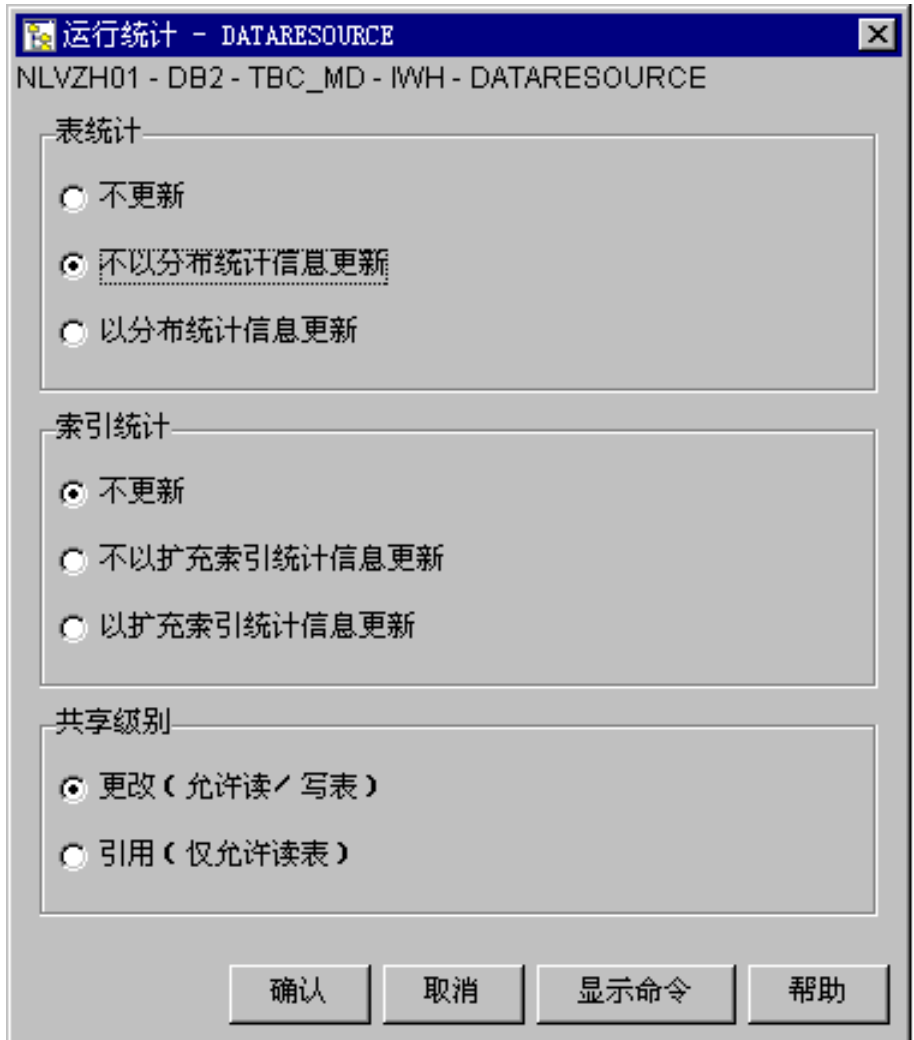 运行统计 - DATARESOURCE
NLVZH01 - DB2 - TBC_MD - IWH - DATARESOURCE
表统计
不更新
不以分布统计信息更新
以分布统计信息更新
索引统计
不更新
不以扩充索引统计信息更新
以扩充索引统计信息更新
共享级别
更改(允许读/写表)
引用(仅允许读表)
确认 取消 显示命令 帮助